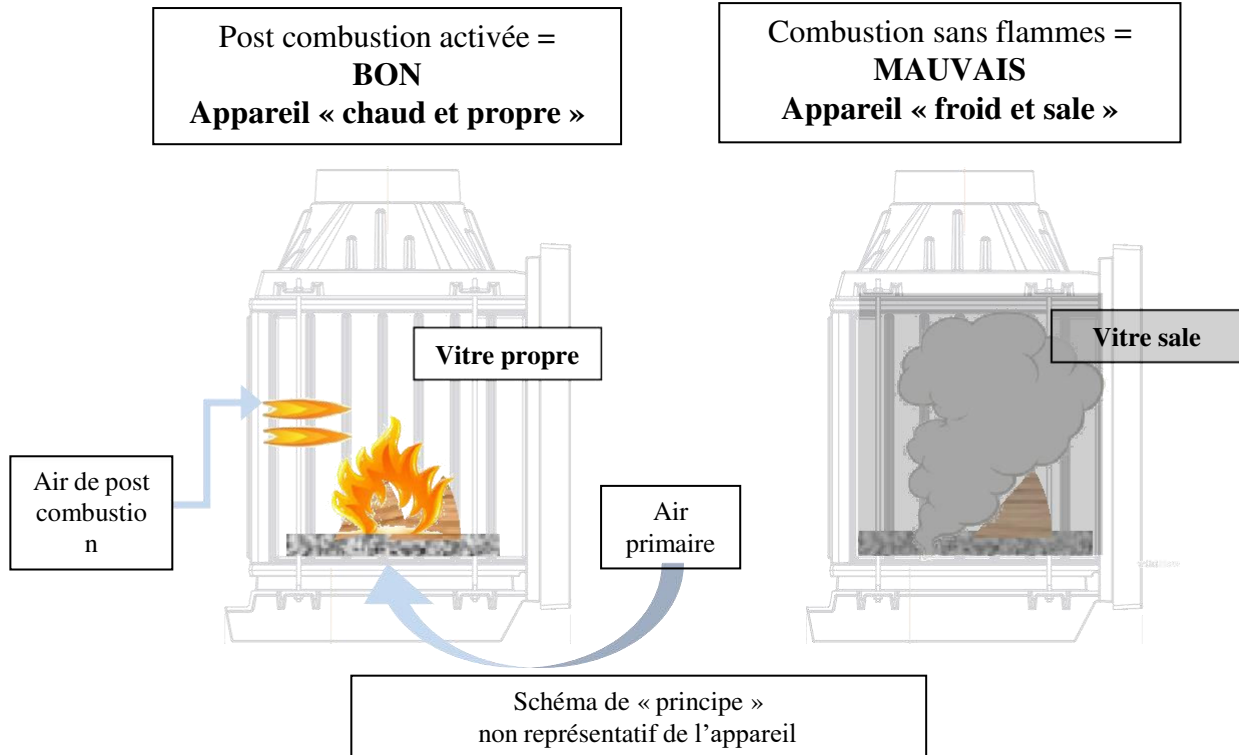 Post combustion activée =
BON
Appareil « chaud et propre »
Combustion sans flammes =
MAUVAIS
Appareil « froid et sale »
Vitre propre
Vitre sale
Air de post
combustio
n
Air
primaire
Schéma de « principe »
non représentatif de l'appareil